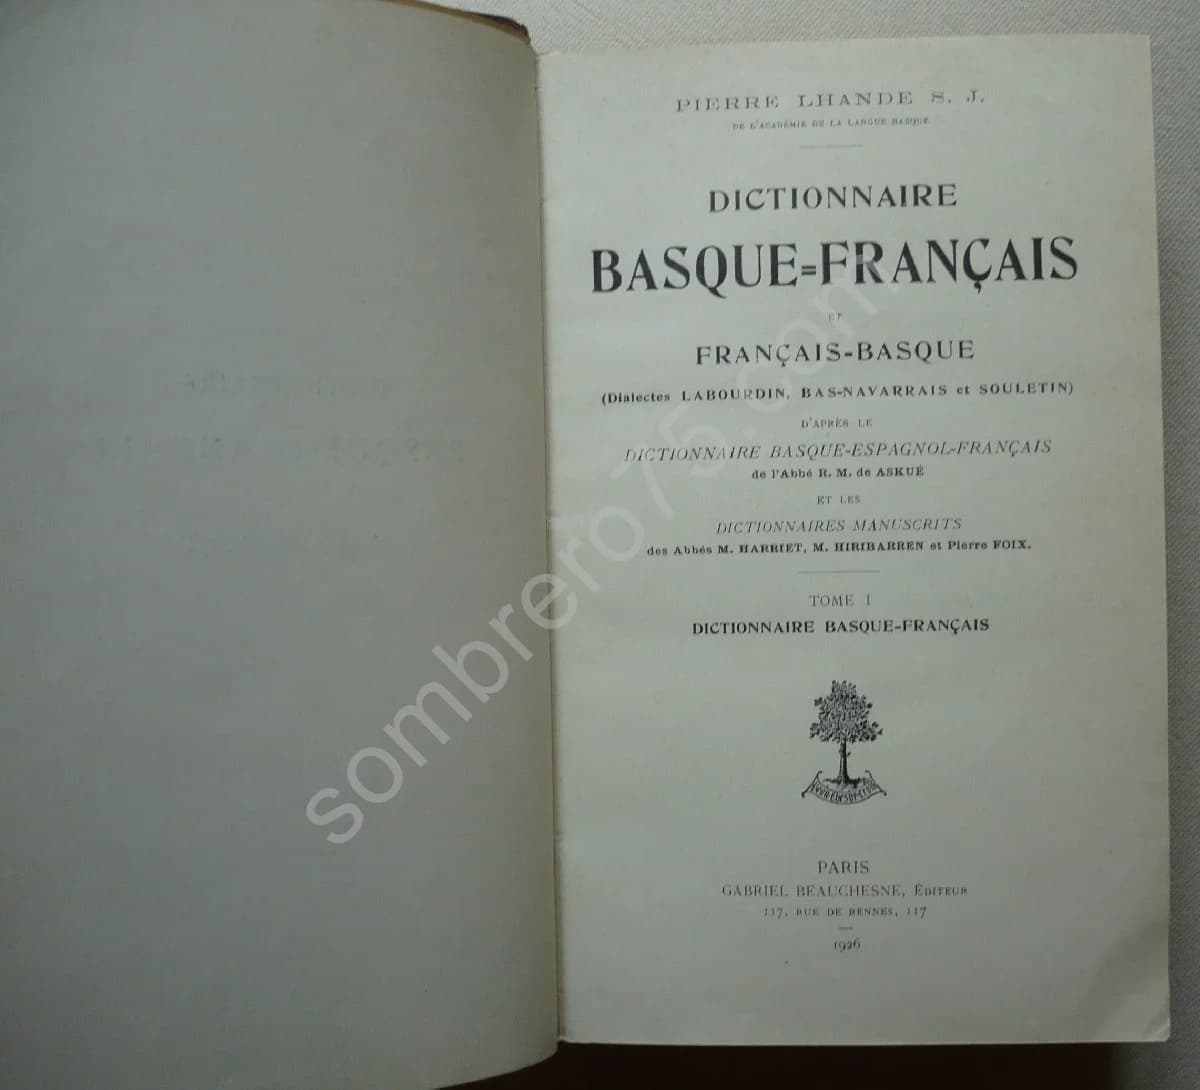 PIERRE LHANDE S. J.
DE L'ACADÉMIE DE LA LANGUE BASQUE
DICTIONNAIRE
BASQUE=FRANÇAIS
ET
FRANÇAIS-BASQUE
(Dialectes LABOURDIN, BAS-NAVARRAIS et SOULETIN)
D'APRÈS LE
DICTIONNAIRE BASQUE-ESPAGNOL-FRANÇAIS
de l'Abbé R. M. de ASKUÉ
ET LES
DICTIONNAIRES MANUSCRITS
des Abbés M. HARRIET, M. HIRIBARREN et Pierre FOIX.
TOME I
DICTIONNAIRE BASQUE-FRANÇAIS
PARIS
GABRIEL BEAUCHESNE, ÉDITEUR
117, RUE DE RENNES, 117
1926
sombrero75.com